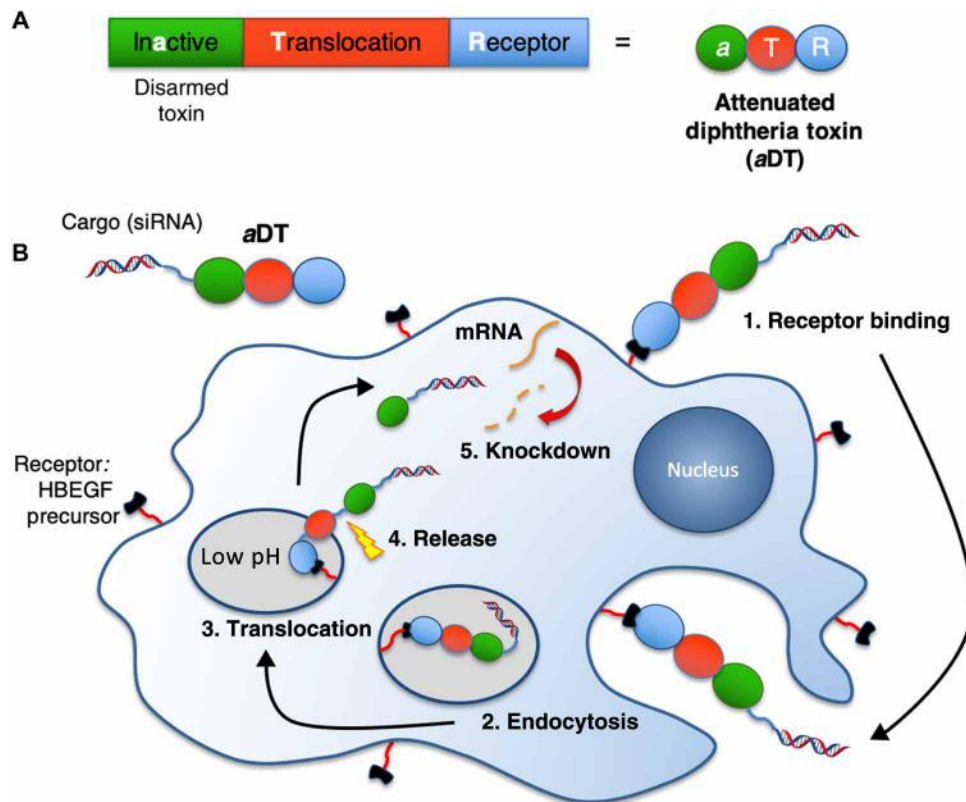 A
Inactive Translocation Receptor = a T R
Disarmed
toxin
Attenuated
diphtheria toxin
(aDT)
B
Cargo (siRNA)
aDT
1. Receptor binding
mRNA
5. Knockdown
Nucleus
Receptor:
HBEGF
precursor
Low pH
4. Release
3. Translocation
2. Endocytosis